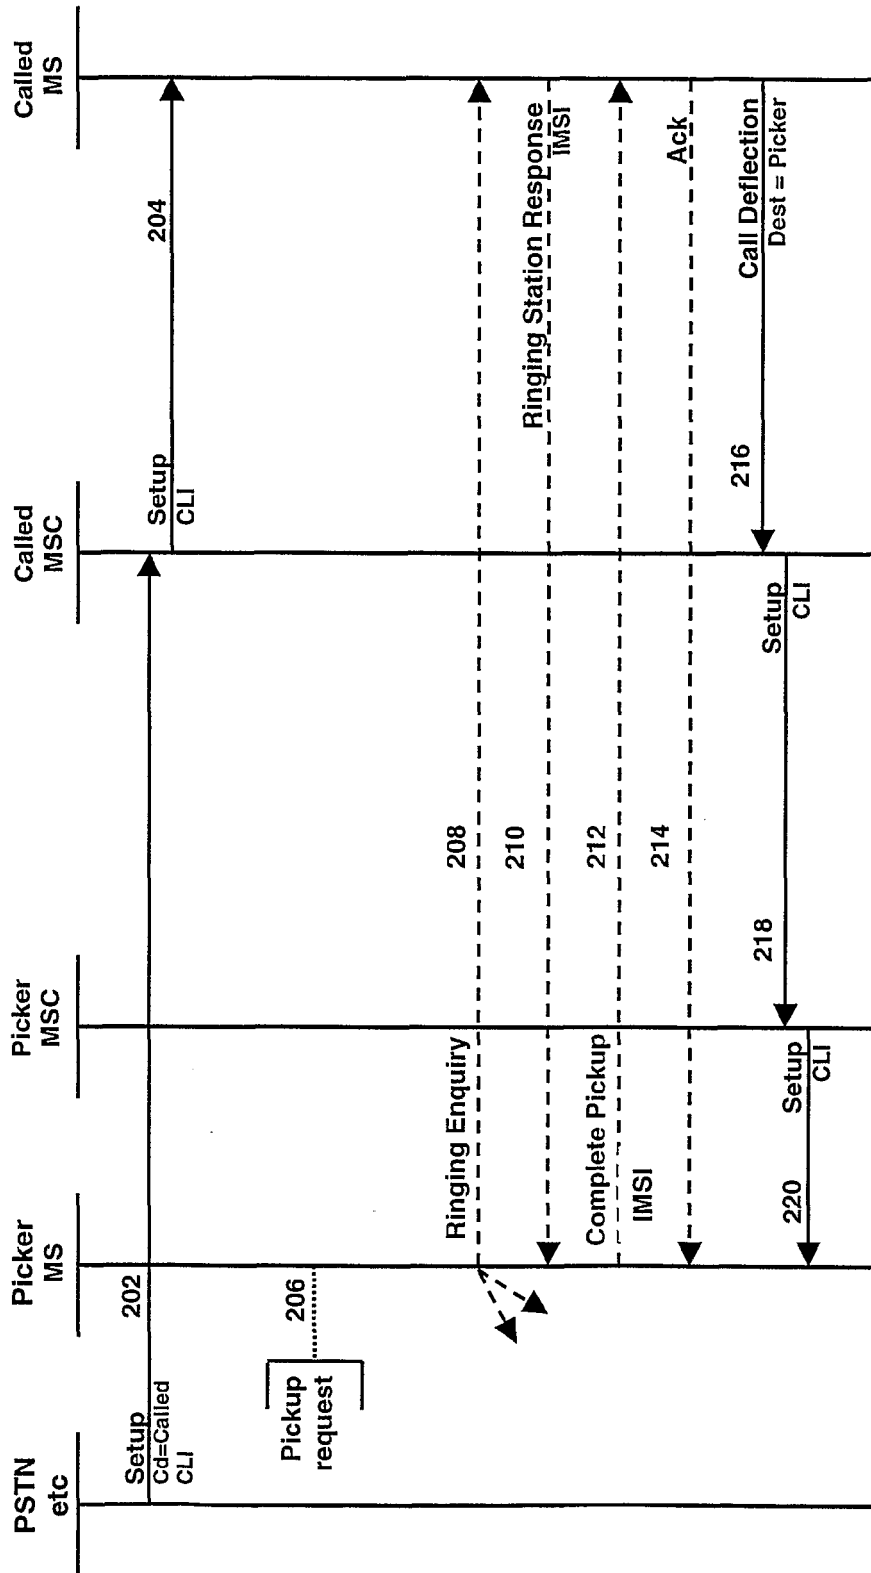 PSTN
etc
Picker
MS
Picker
MSC
Called
MSC
Called
MS
Setup
Cd=Called
CLI
202
Setup
CLI
204
Pickup
request
206
Ringing Enquiry
208
210
Ringing Station Response
IMSI
Complete Pickup
IMSI
212
214
Ack
216
Call Deflection
Dest = Picker
218
Setup
CLI
220
Setup
CLI